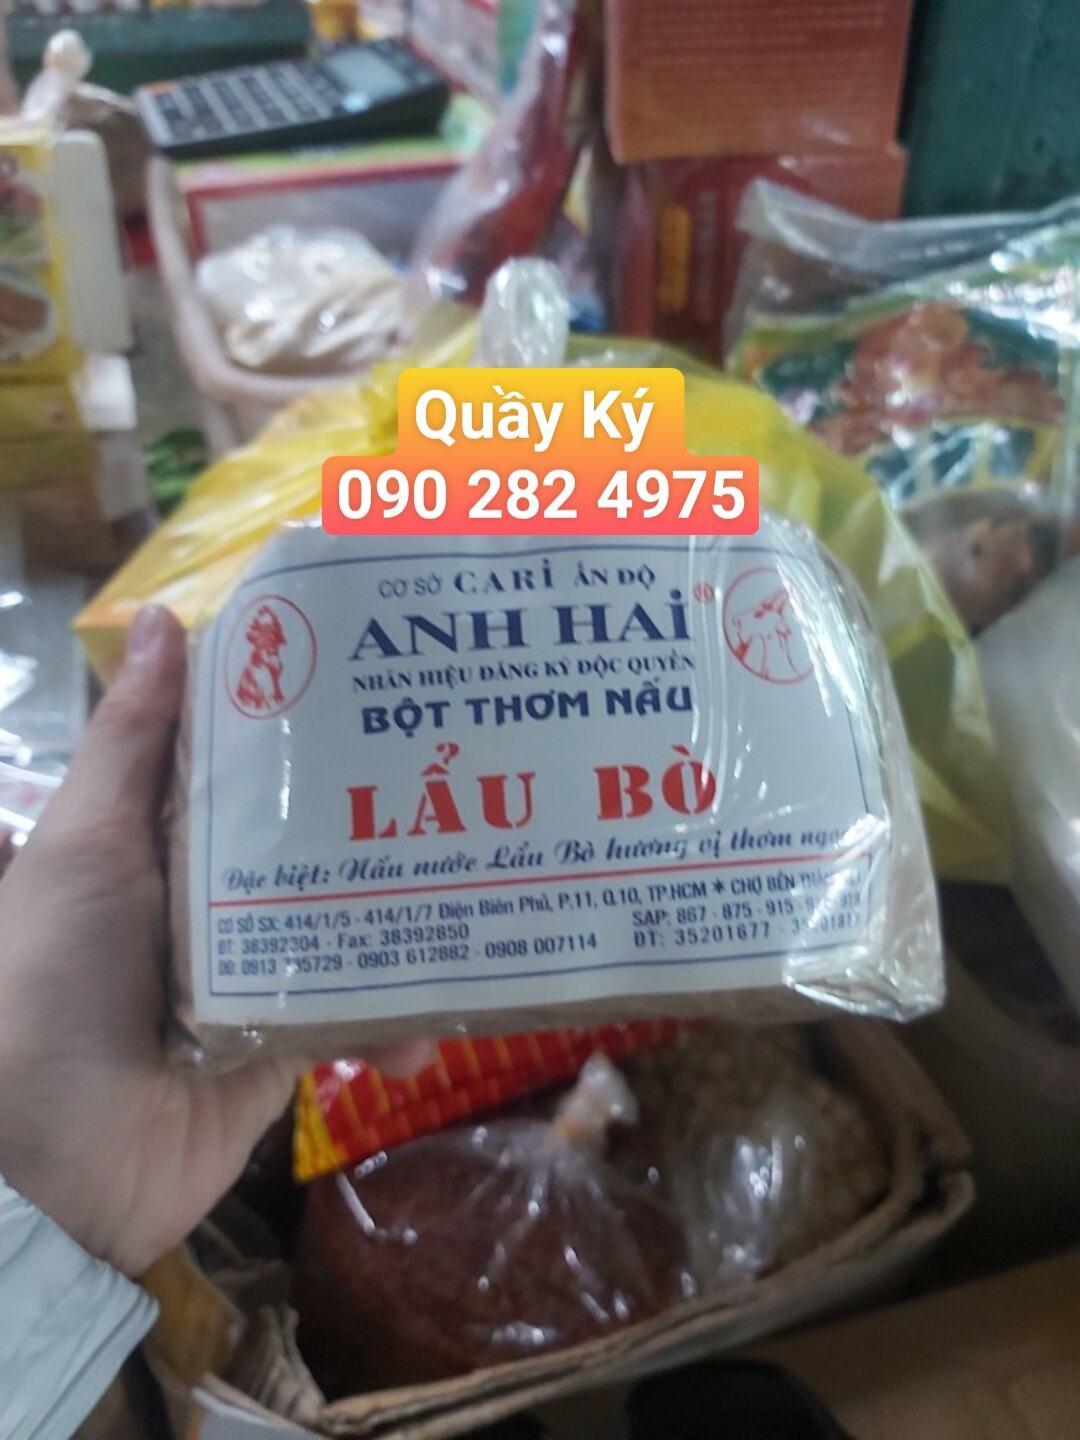 Quầy Ký
090 282 4975
CƠ SỞ CARI ẤN ĐỘ
ANH HAI®
NHÃN HIỆU ĐĂNG KÝ ĐỘC QUYỀN
BỘT THƠM NẤU
LẨU BÒ
Đặc biệt: Nấu nước Lẩu Bò hương vị thơm
CƠ SỞ SX: 414/1/5 - 414/1/7 Điện Biên Phủ, P.11, Q.10, TP.HCM * CHỢ BẾN
ĐT: 38392304 - Fax: 38392850 SẠP: 867 - 875 - 915
0903 612882 - 0908 007114 ĐT: 35201677